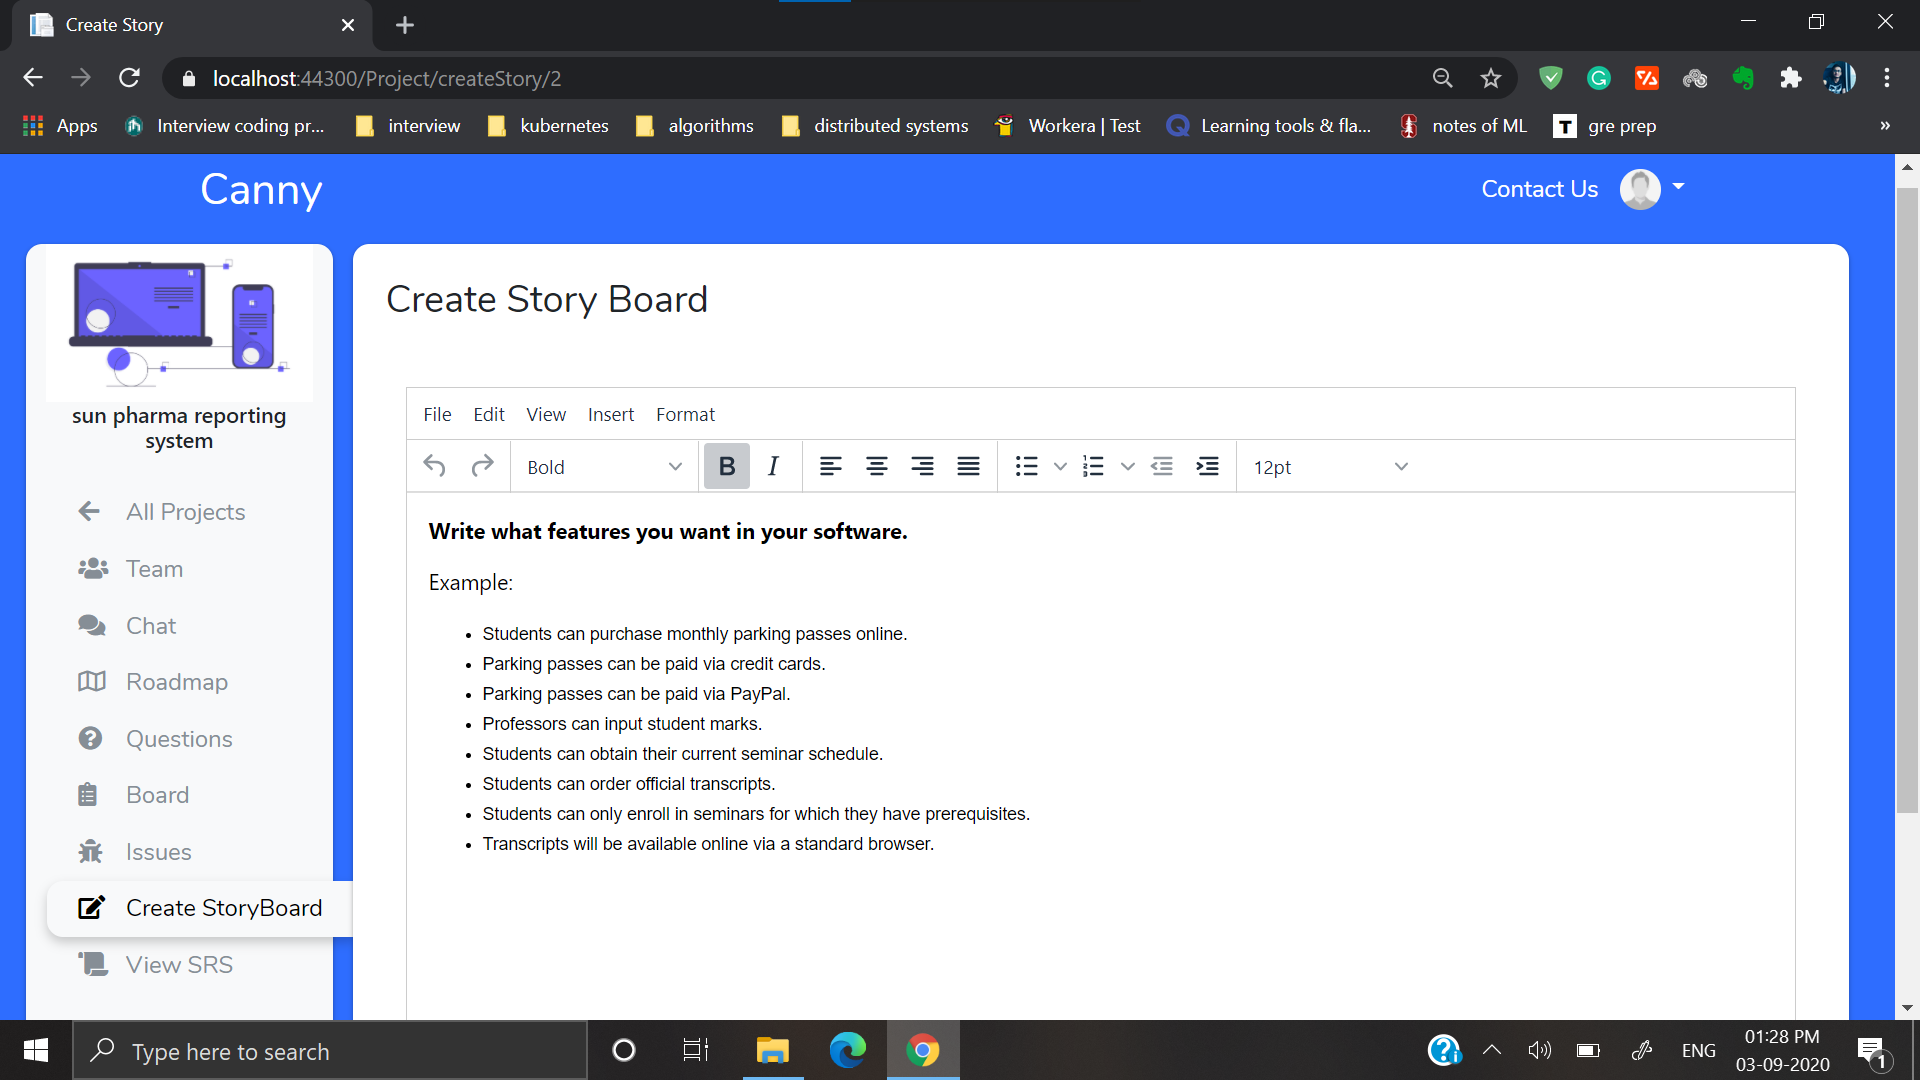 Create Story
localhost:44300/Project/createStory/2
Apps
Interview coding pr...
interview
kubernetes
algorithms
distributed systems
Workera | Test
Learning tools & fla...
notes of ML
T
gre prep
»
Canny
Contact Us
sun pharma reporting
system
All Projects
Team
Chat
Roadmap
Questions
Board
Issues
Create StoryBoard
View SRS
Create Story Board
File Edit View Insert Format
Bold
B
I
12pt
Write what features you want in your software.
Example:
• Students can purchase monthly parking passes online.
• Parking passes can be paid via credit cards.
• Parking passes can be paid via PayPal.
• Professors can input student marks.
• Students can obtain their current seminar schedule.
• Students can order official transcripts.
• Students can only enroll in seminars for which they have prerequisites.
• Transcripts will be available online via a standard browser.
Type here to search
ENG
01:28 PM
03-09-2020
1